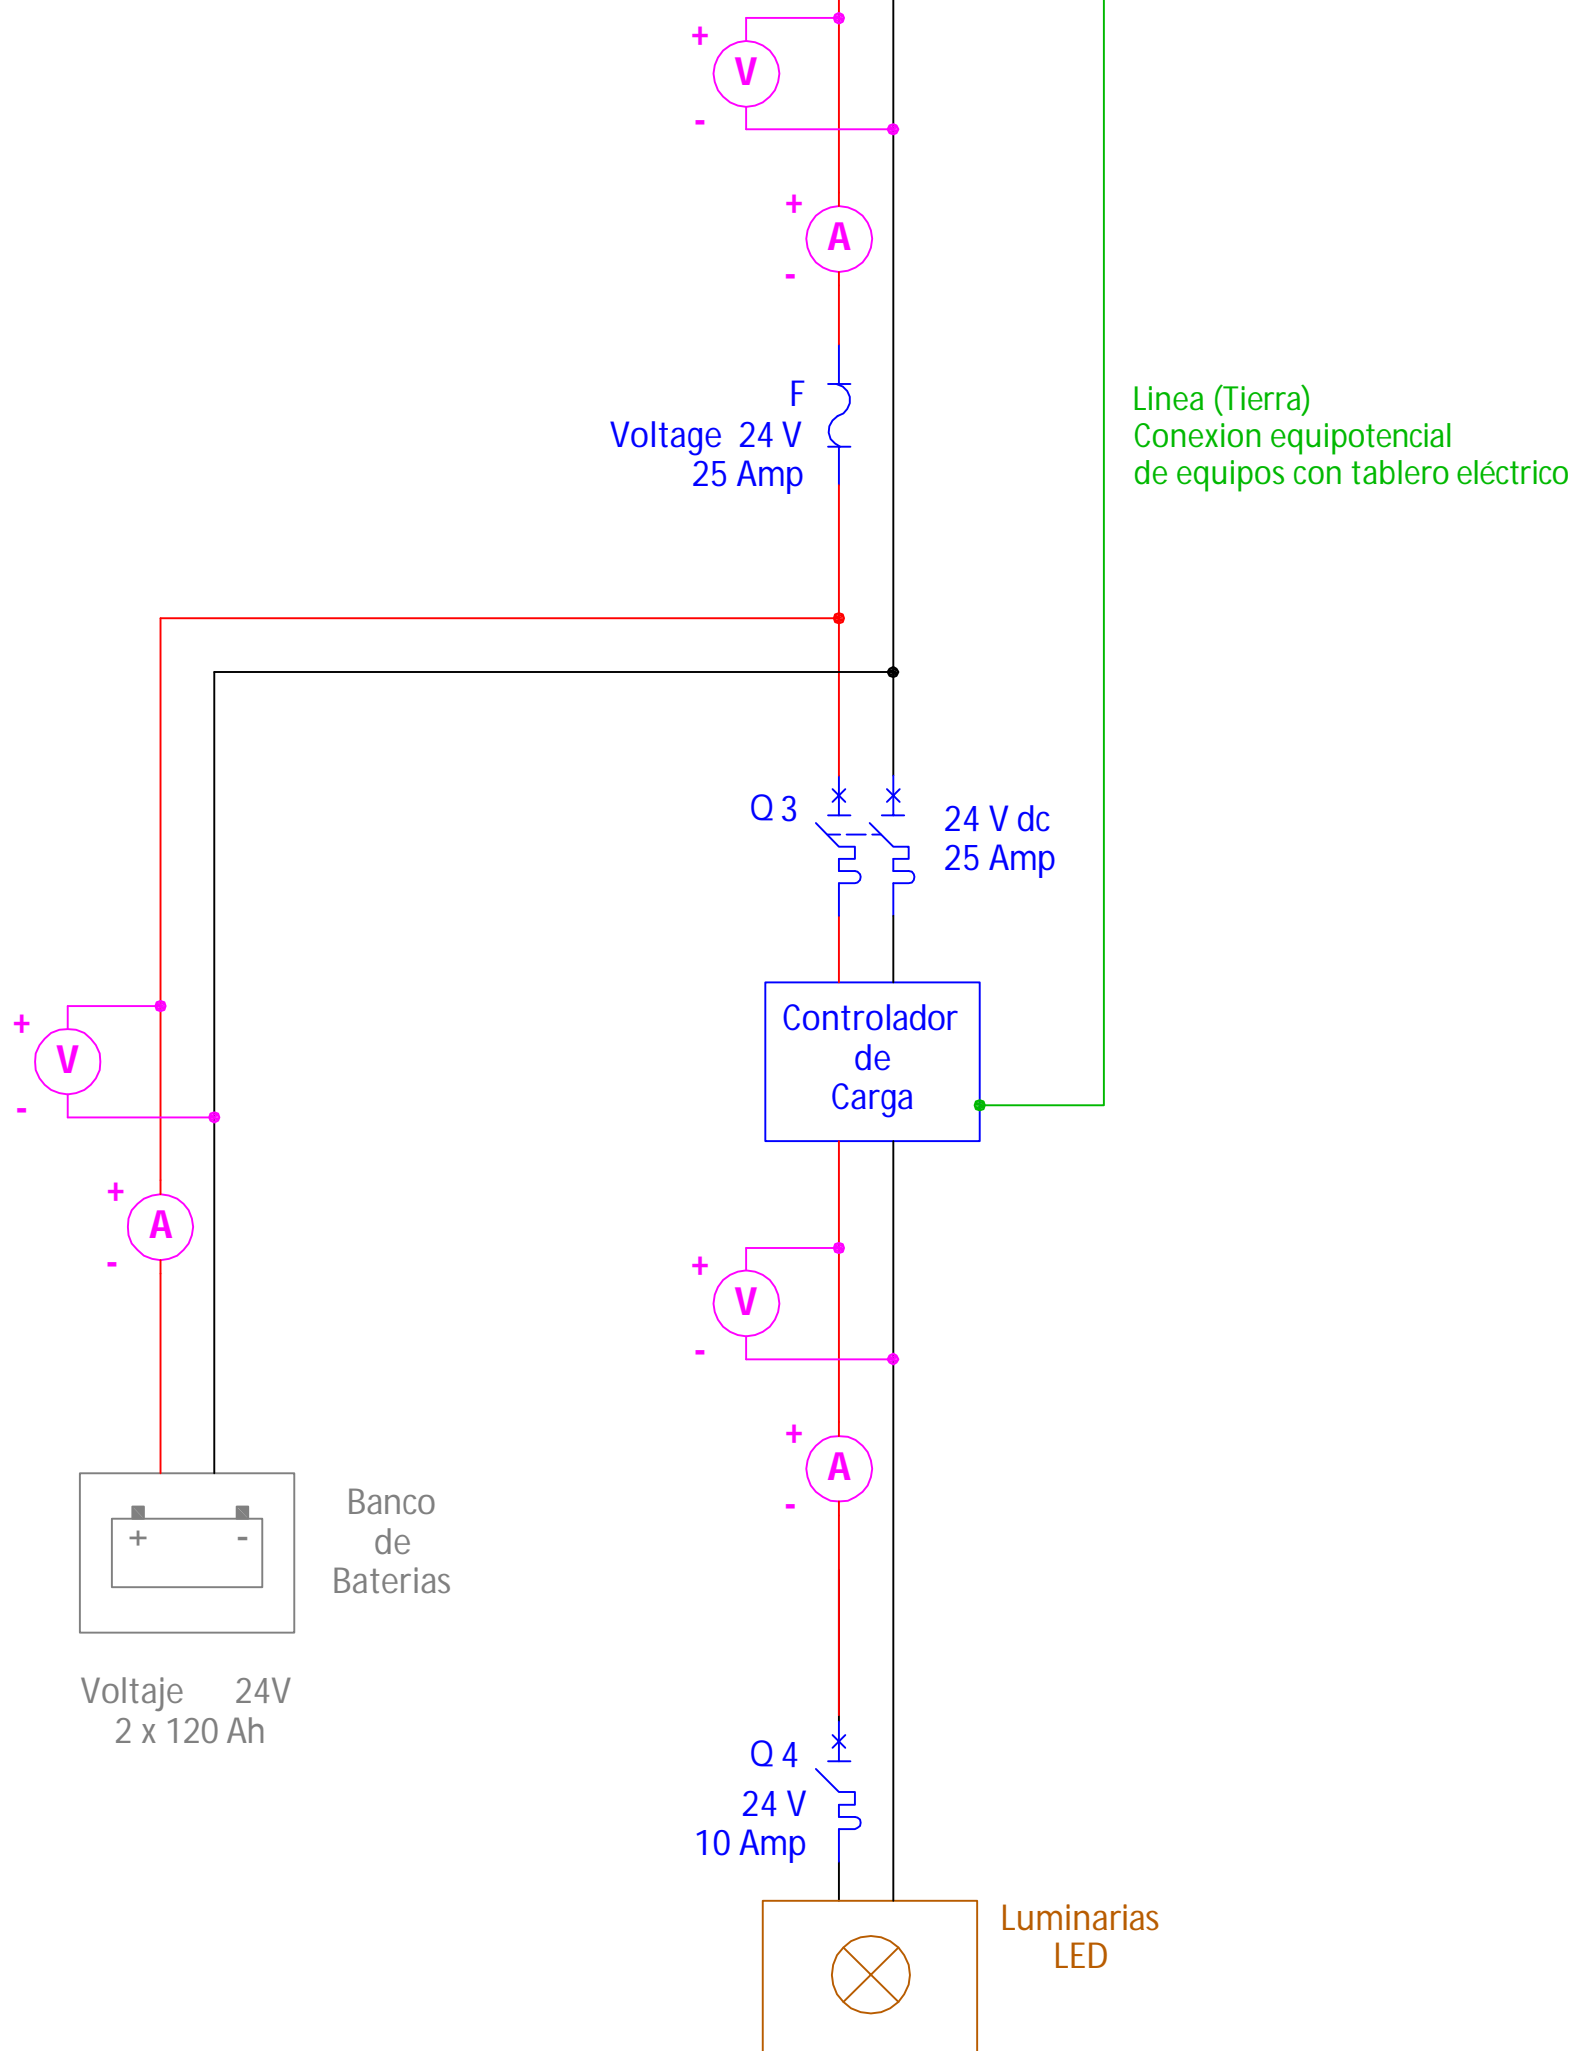 +
V
-
+
A
-
F
Voltage 24 V
25 Amp
Linea (Tierra)
Conexion equipotencial
de equipos con tablero eléctrico
Q 3
24 V dc
25 Amp
Controlador
de
Carga
+
V
-
+
A
-
+
V
-
+
A
-
+ -
Banco
de
Baterias
Voltaje 24V
2 x 120 Ah
Q 4
24 V
10 Amp
Luminarias
LED